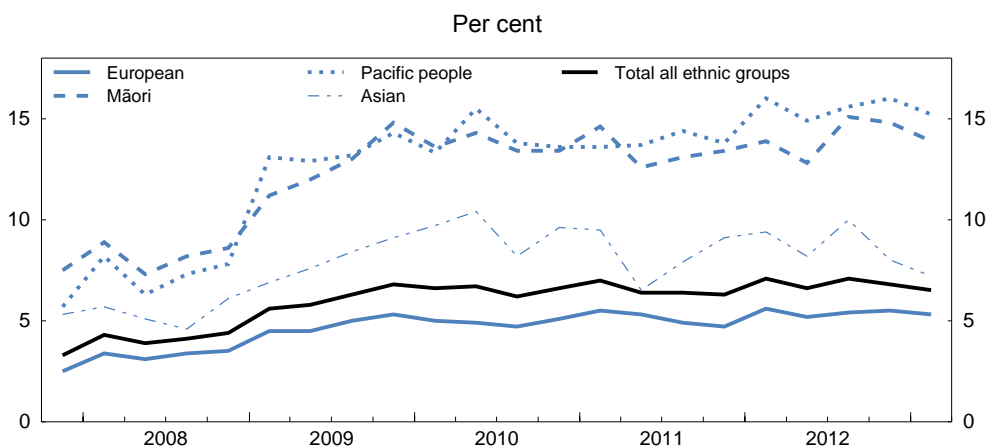 Per cent
European Pacific people Total all ethnic groups
Māori Asian
15 15
10 10
5 5
0 0
2008 2009 2010 2011 2012